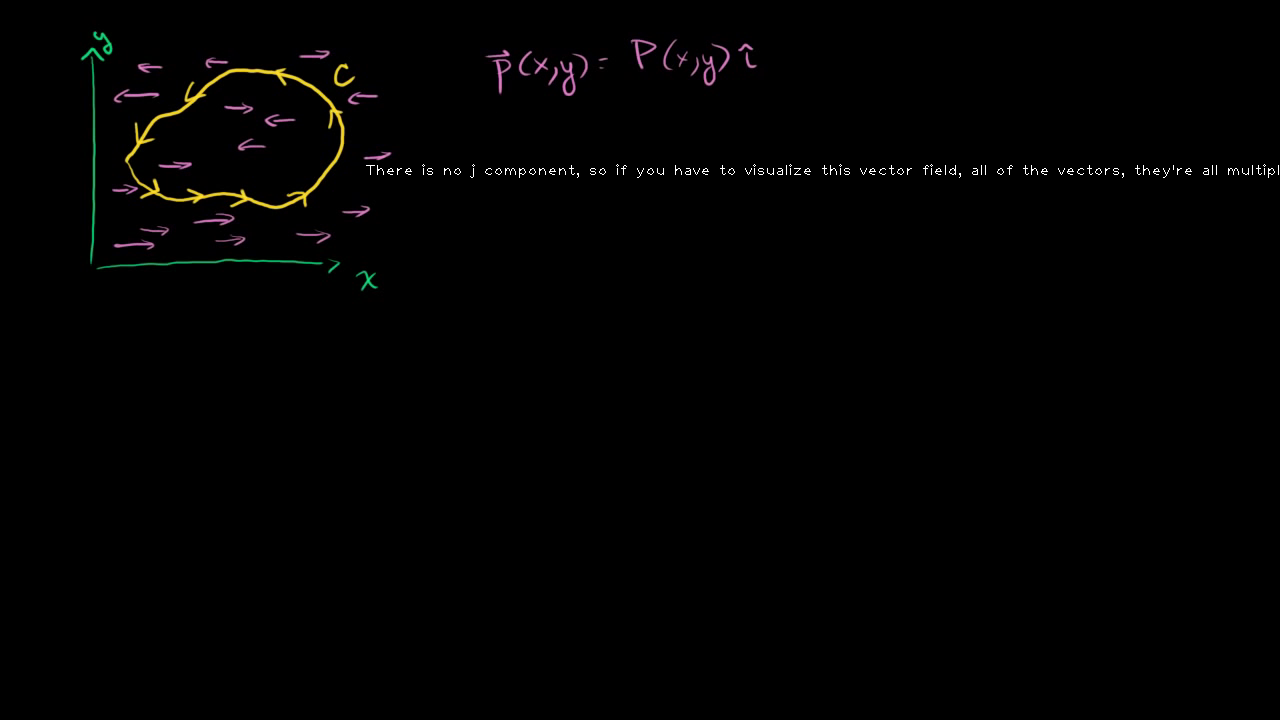 y
C
$\vec{p}(x,y) = P(x,y)\hat{i}$
There is no j component, so if you have to visualize this vector field, all of the vectors, they're all multipl
x